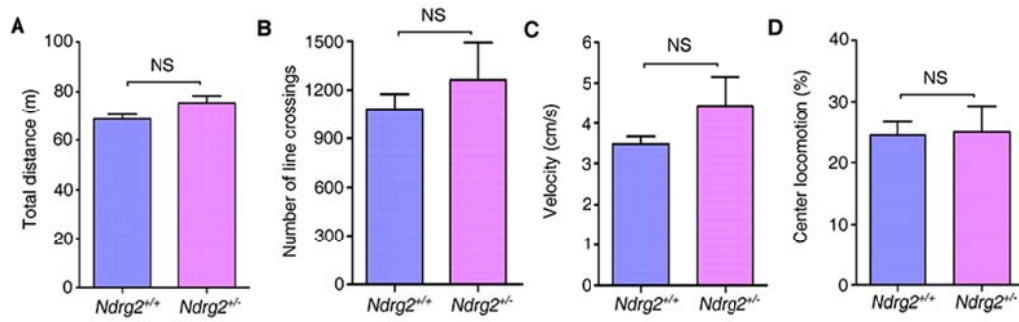 A
Total distance (m)
100
80
60
40
20
0
NS
Ndrg2+/+ Ndrg2+/-
B
Number of line crossings
1500
1200
900
600
300
0
NS
Ndrg2+/+ Ndrg2+/-
C
Velocity (cm/s)
6
5
4
3
2
1
0
NS
Ndrg2+/+ Ndrg2+/-
D
Center locomotion (%)
40
30
20
10
0
NS
Ndrg2+/+ Ndrg2+/-